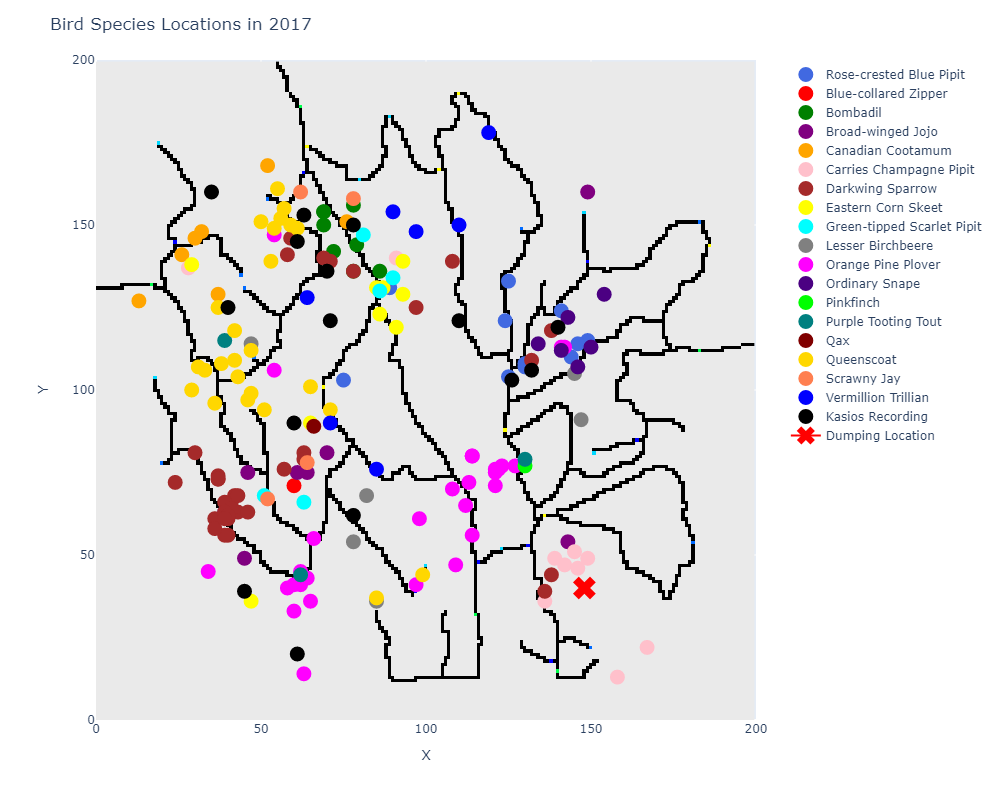 Bird Species Locations in 2017
200
150
100
50
0
Y
0
50
100
150
200
X
Rose-crested Blue Pipit
Blue-collared Zipper
Bombadil
Broad-winged Jojo
Canadian Cootamum
Carries Champagne Pipit
Darkwing Sparrow
Eastern Corn Skeet
Green-tipped Scarlet Pipit
Lesser Birchbeere
Orange Pine Plover
Ordinary Snape
Pinkfinch
Purple Tooting Tout
Qax
Queenscoat
Scrawny Jay
Vermillion Trillian
Kasios Recording
Dumping Location